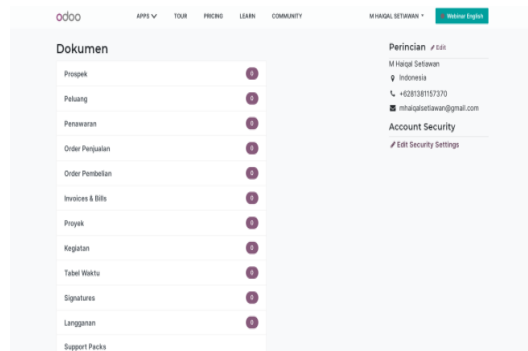 odoo
APPS TOUR PRICING LEARN COMMUNITY M HAIQAL SETIAWAN Webinar English
Dokumen
Prospek 0
Peluang 0
Penawaran 0
Order Penjualan 0
Order Pembelian 0
Invoices & Bills 0
Proyek 0
Kegiatan 0
Tabel Waktu 0
Signatures 0
Langganan 0
Support Packs
Perincian Edit
M Haiqal Setiawan
Indonesia
+6281381157370
mhaiqalsetiawan@gmail.com
Account Security
Edit Security Settings